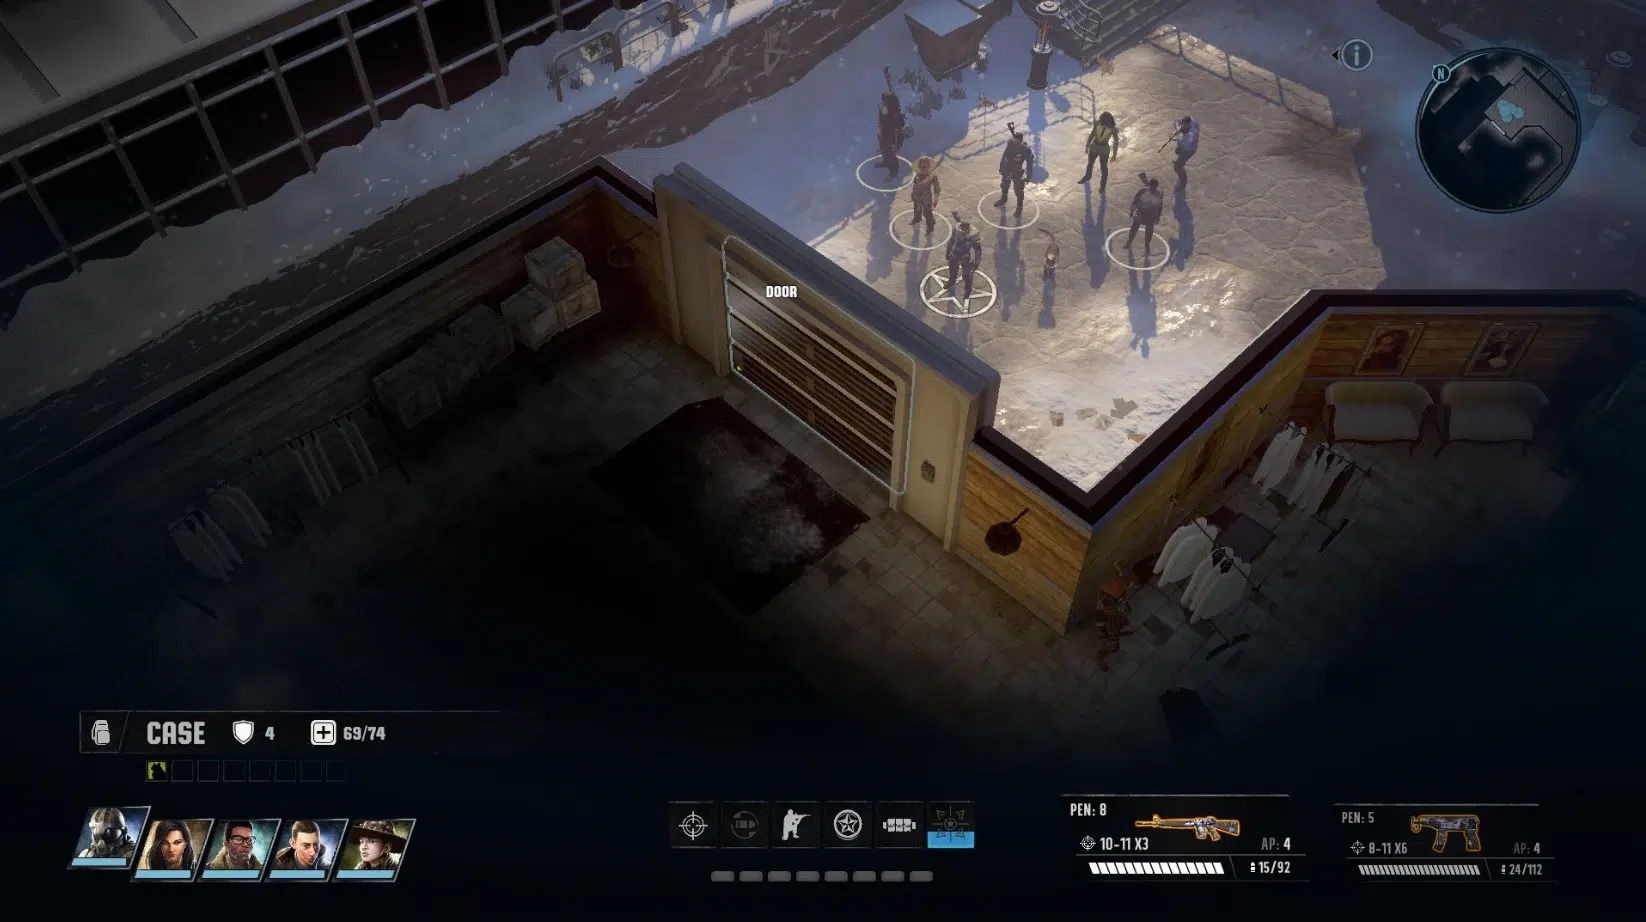 N
DOOR
CASE 4 69/74
PEN: 8
10-11 X3 AP: 4
15/92
PEN: 5
8-11 X6 AP: 4
24/112